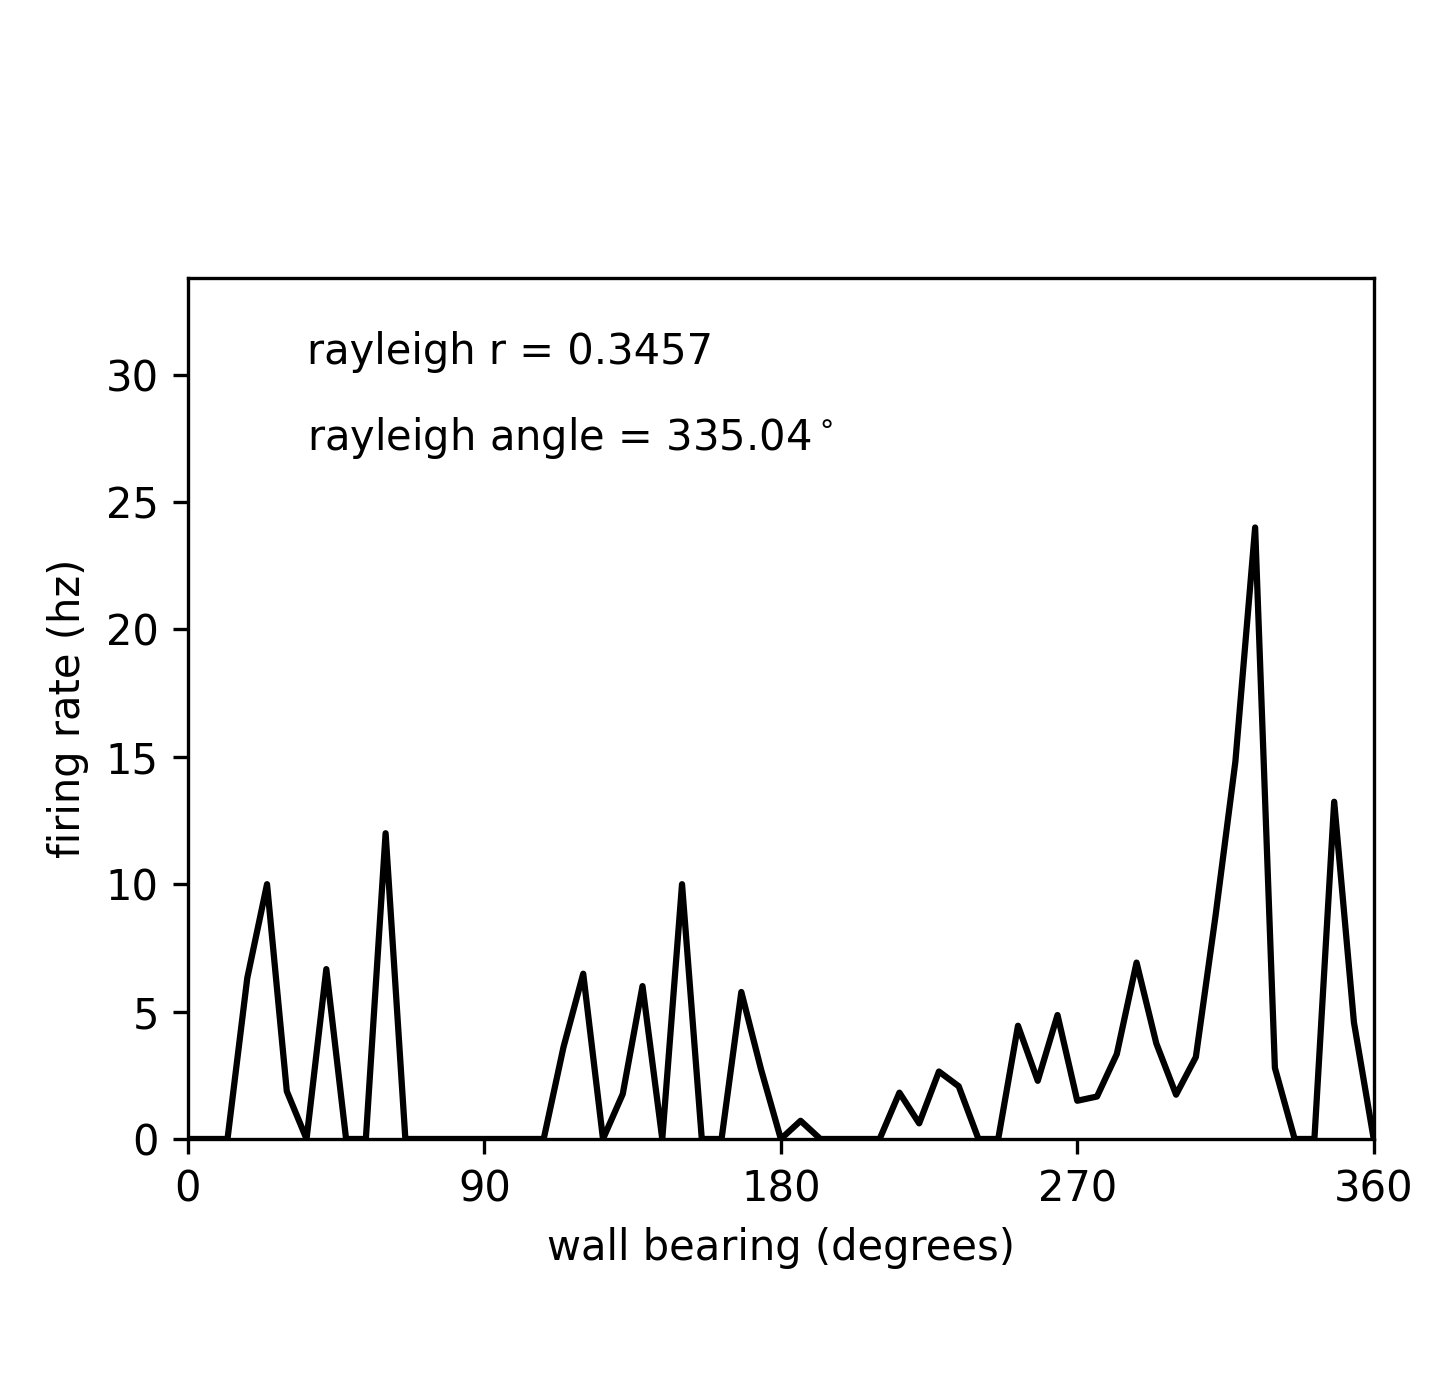 rayleigh r = 0.3457
rayleigh angle = 335.04°
30
25
20
15
10
5
0
firing rate (hz)
0 90 180 270 360
wall bearing (degrees)